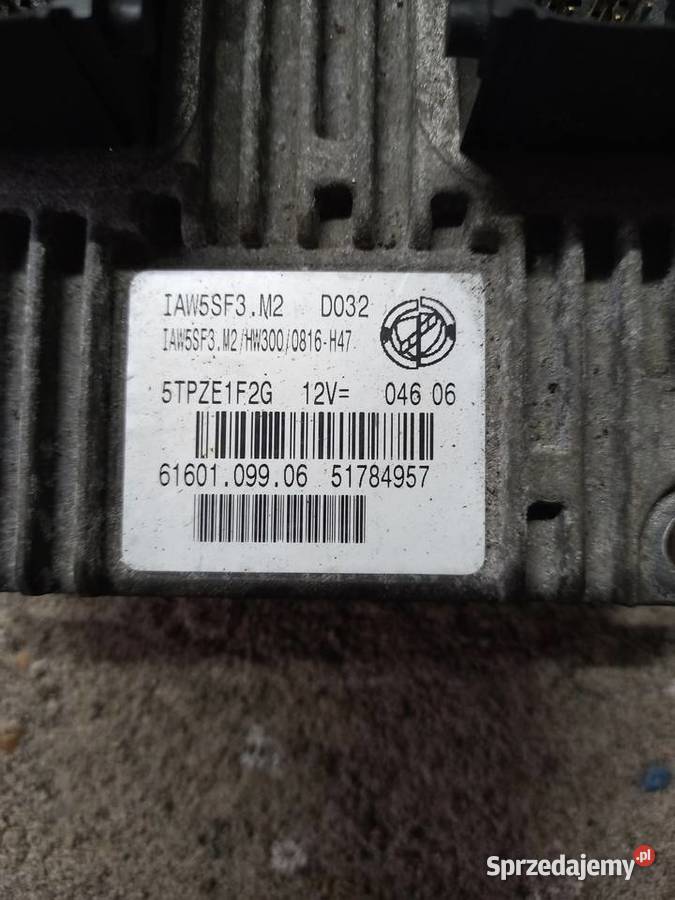 IAW5SF3.M2 D032
IAW5SF3.M2/HW300/0816-H47
5TPZE1F2G 12V= 046 06
61601.099.06 51784957
Sprzedajemy.pl